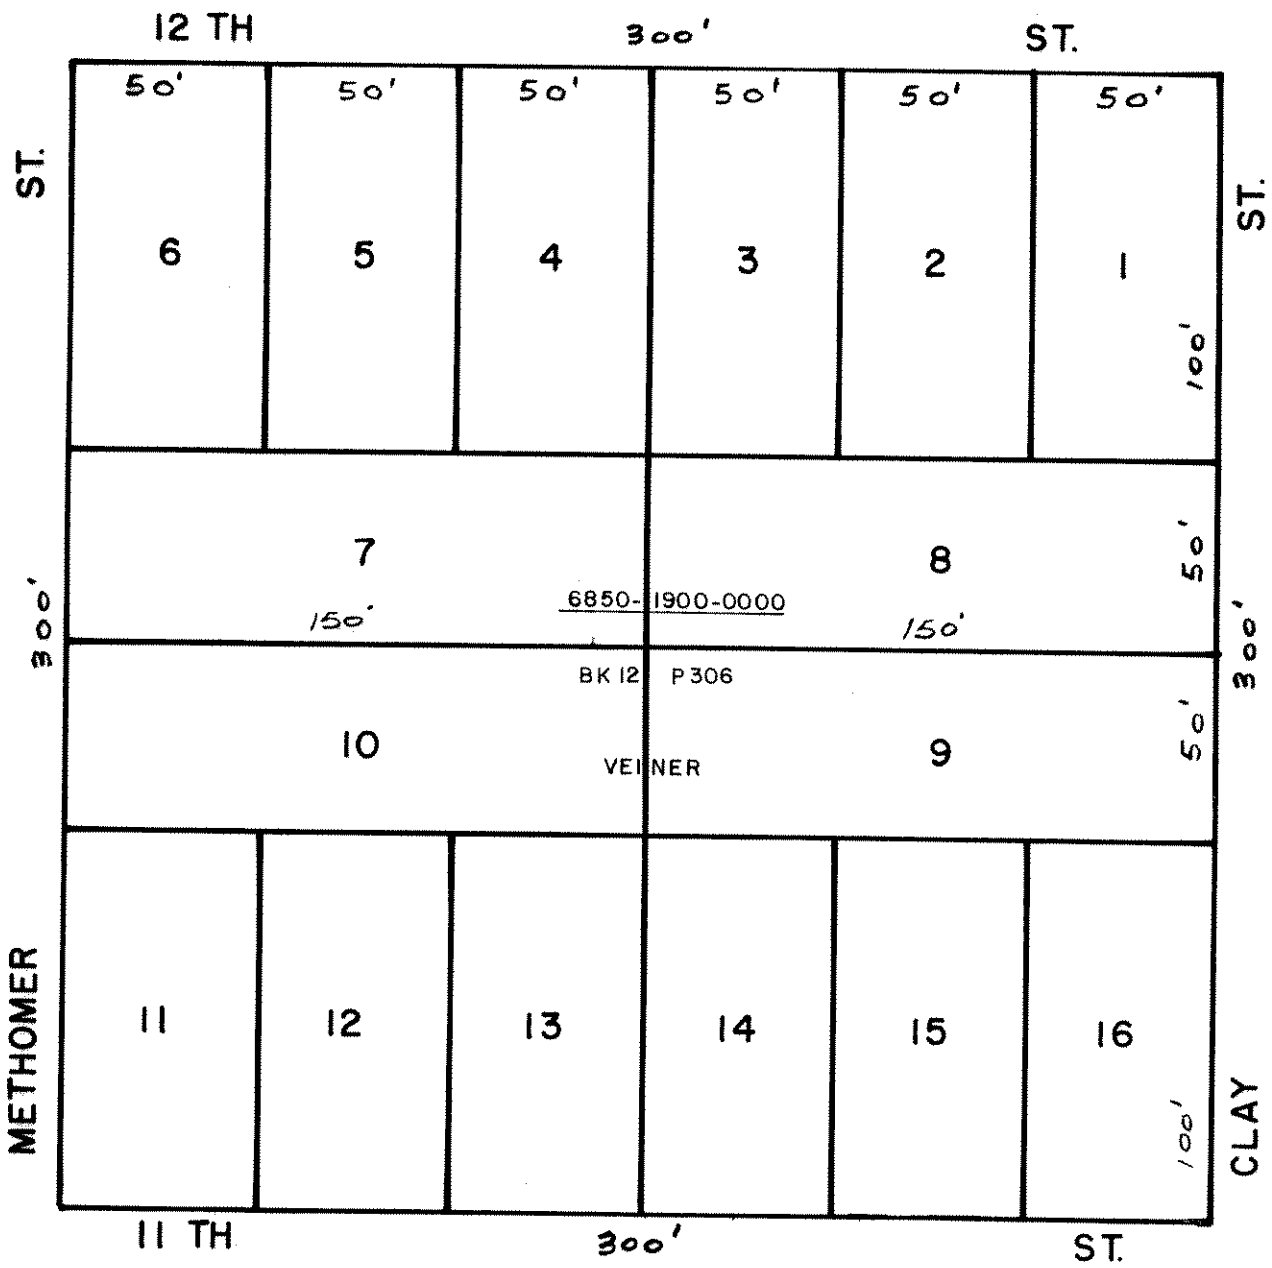 12 TH 300' ST.
50' 50' 50' 50' 50' 50'
ST.
ST.
6 5 4 3 2 1
100'
7 8
50'
6850-1900-0000
150' 150'
300'
300'
BK 12 P 306
50'
10 9
VEINER
METHOMER
11 12 13 14 15 16
CLAY
100'
11 TH 300' ST.